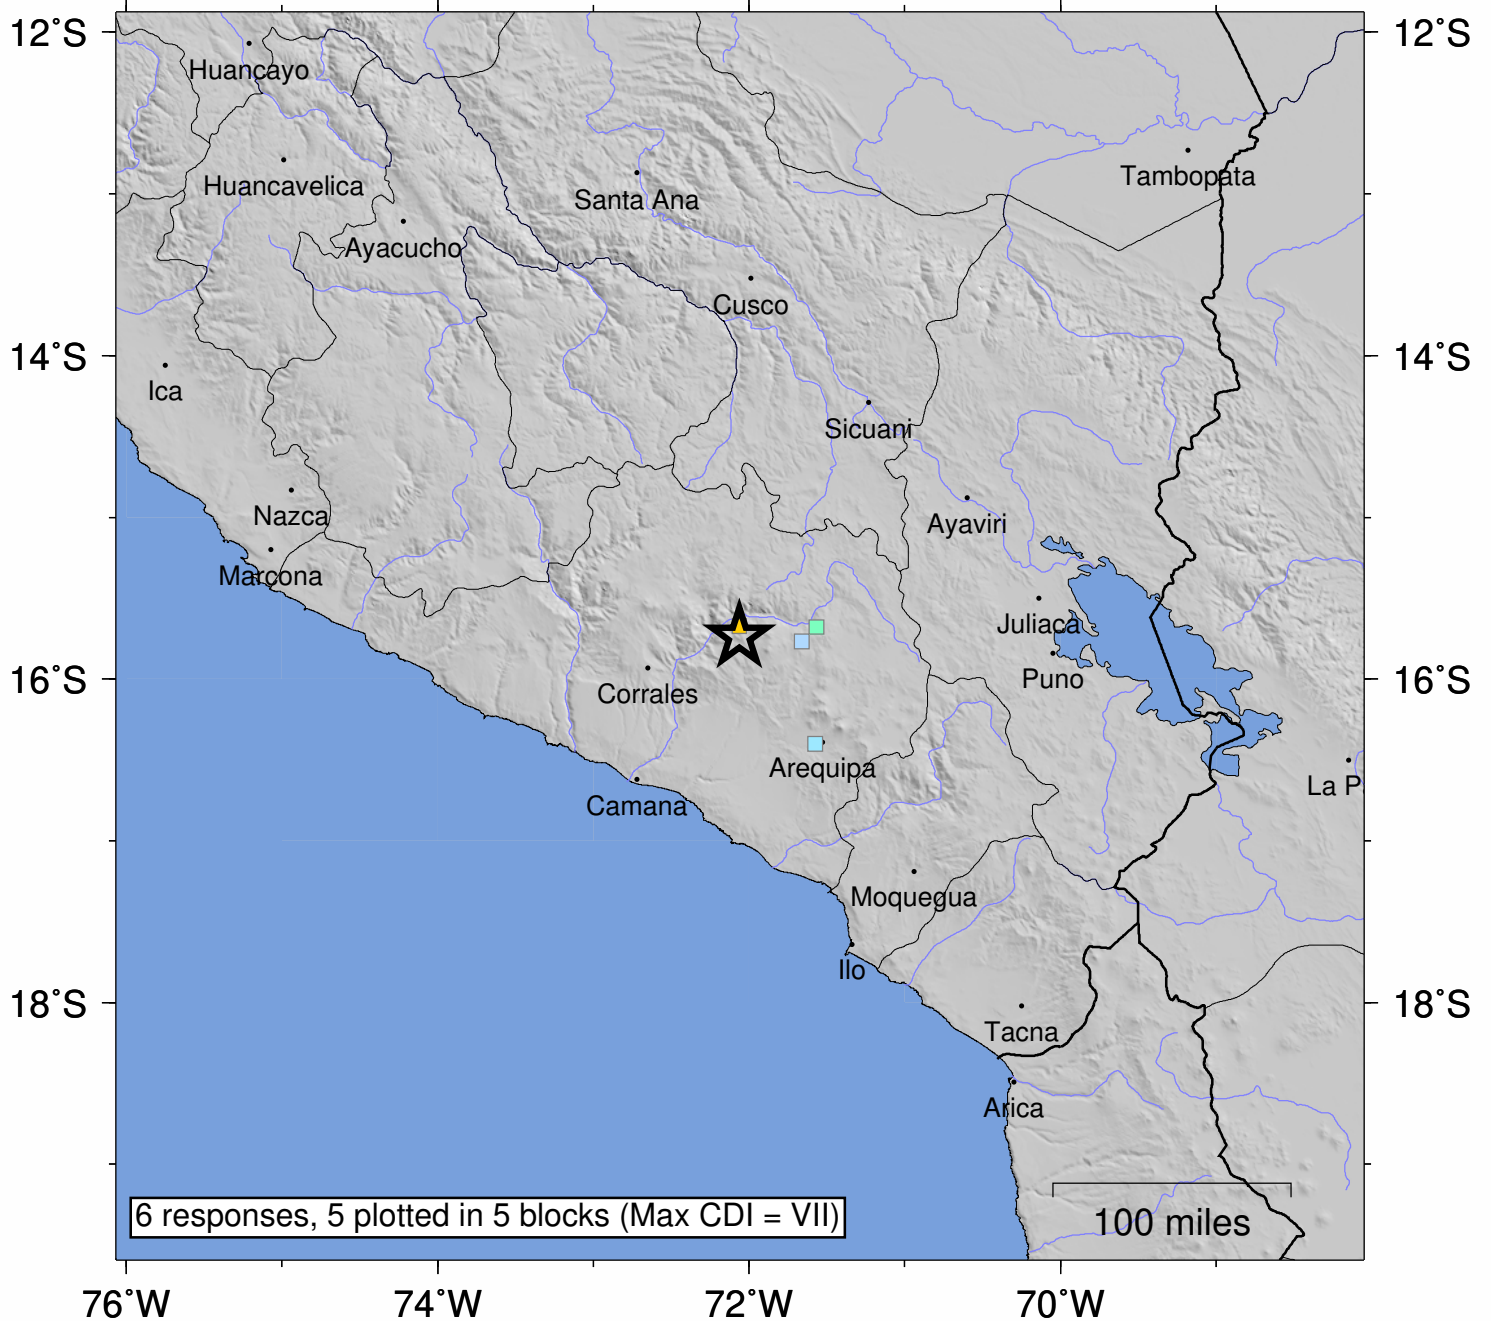 12°S
12°S
Huancayo
Huancavelica
Tambopata
Santa Ana
Ayacucho
Cusco
14°S
14°S
Ica
Sicuani
Nazca
Ayaviri
Marcona
Juliaca
16°S
16°S
Puno
Corrales
Arequipa
La P
Camana
Moquegua
Ilo
18°S
18°S
Tacna
Arica
6 responses, 5 plotted in 5 blocks (Max CDI = VII)
100 miles
76°W
74°W
72°W
70°W